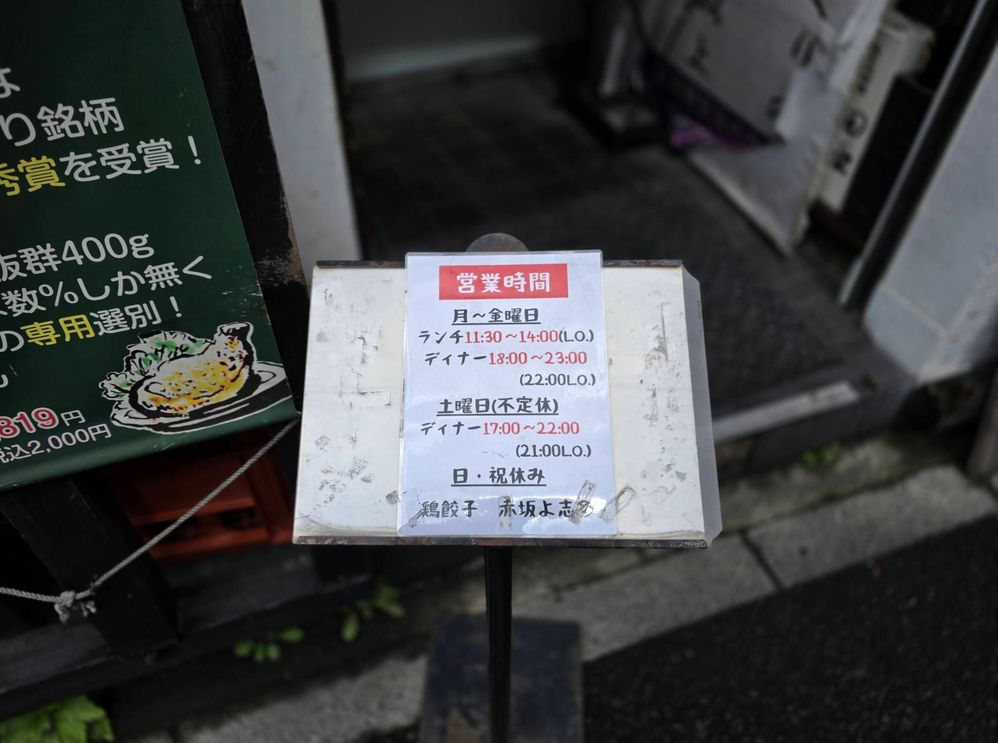 り銘柄
秀賞を受賞！
抜群400g
数%しか無く
の専用選別！
819円
税込2,000円
営業時間
月～金曜日
ランチ11:30～14:00(L.O.)
ディナー18:00～23:00
(22:00L.O.)
土曜日(不定休)
ディナー17:00～22:00
(21:00L.O.)
日・祝休み
鶏餃子 赤坂よ志